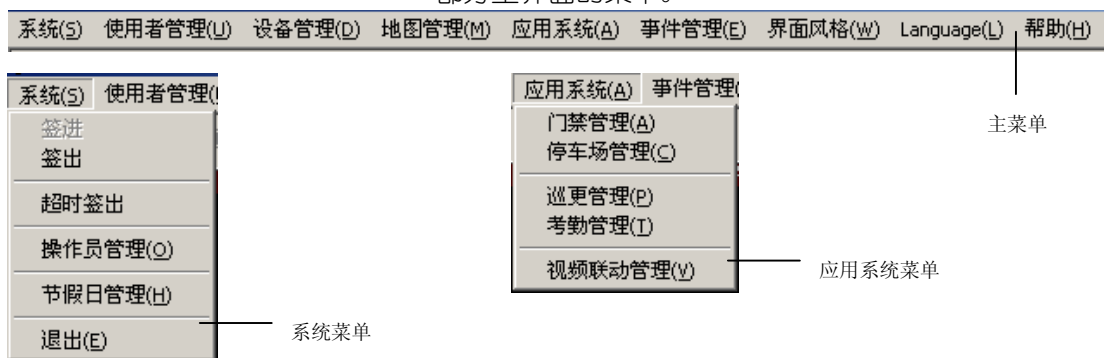 系统(S) 使用者管理(U) 设备管理(D) 地图管理(M) 应用系统(A) 事件管理(E) 界面风格(W) Language(L) 帮助(H)
主菜单
系统(S) 使用者管理(
签进
签出
超时签出
操作员管理(O)
节假日管理(H)
退出(E)
系统菜单
应用系统(A) 事件管理(
门禁管理(A)
停车场管理(C)
巡更管理(P)
考勤管理(T)
视频联动管理(V)
应用系统菜单